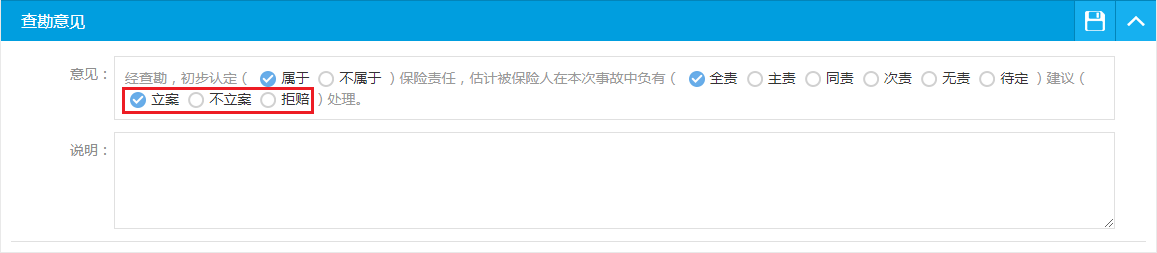 查勘意见
意见： 经查勘，初步认定（ 属于 不属于 ）保险责任，估计被保险人在本次事故中负有（ 全责 主责 同责 次责 无责 待定 ）建议（
立案 不立案 拒赔 ）处理。
说明：